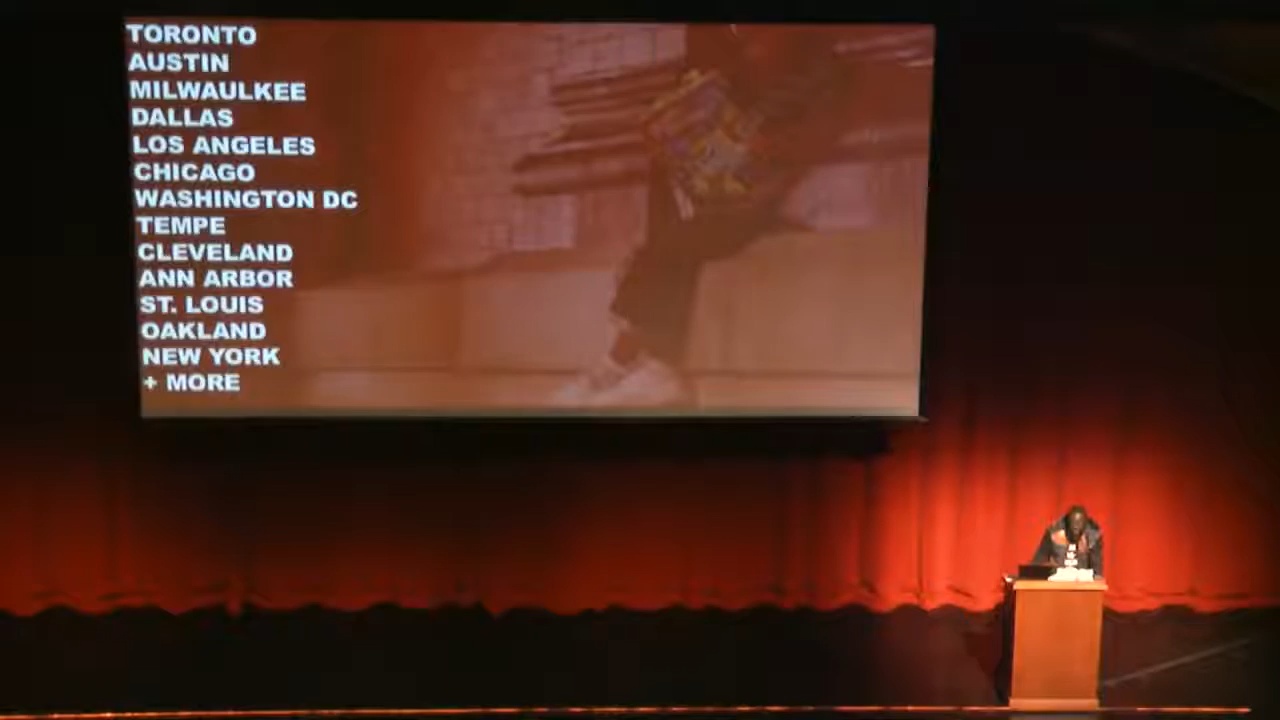 TORONTO
AUSTIN
MILWAULKEE
DALLAS
LOS ANGELES
CHICAGO
WASHINGTON DC
TEMPE
CLEVELAND
ANN ARBOR
ST. LOUIS
OAKLAND
NEW YORK
+ MORE